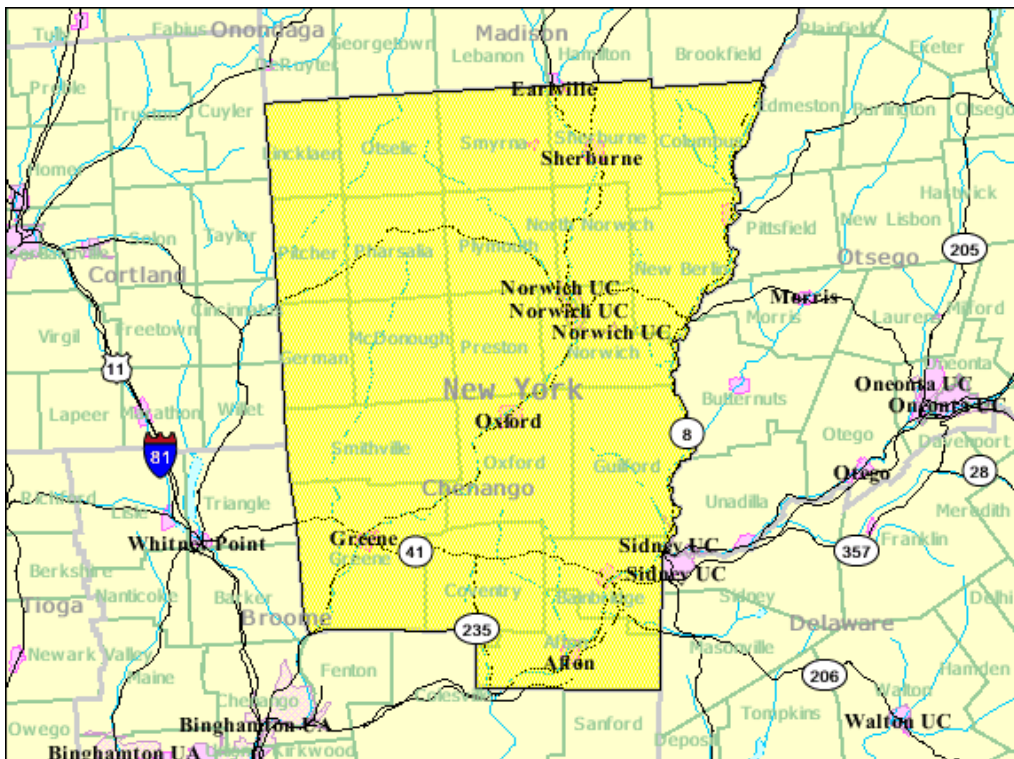 Tully
Fabius
Onondaga
Georgetown
Madison
Lebanon
Hamilton
Brookfield
Plainfield
Exeter
DeRuyter
Preble
Truxton
Cuyler
Earlville
Edmeston
Burlington
Otsego
Homer
Lincklaen
Otselic
Smyrna
Sherburne
Sherburne
Columbus
Hartwick
Solon
Taylor
Cortland
Pitcher
Pharsalia
Plymouth
North Norwich
Pittsfield
New Lisbon
205
Otsego
New Berlin
Norwich UC
Norwich UC
Norwich UC
Norwich
Morris
Morris
Laurens
Milford
Virgil
Freetown
Cincinnatus
German
McDonough
Preston
11
New York
Oneonta
Oneonta UC
Oneonta UC
Butternuts
Lapeer
Marathon
Willet
Oxford
8
Otego
Davenport
81
Smithville
Oxford
Guilford
Otego
28
Richford
Lisle
Triangle
Chenango
Unadilla
Meredith
Whitney Point
Greene
Greene
41
Sidney UC
Sidney UC
357
Franklin
Berkshire
Nanticoke
Barker
Coventry
Bainbridge
Sidney
Delhi
Tioga
Broome
235
Afton
Afton
Masonville
Delaware
Newark Valley
Maine
Fenton
Colesville
206
Hamden
Walton
Chenango
Binghamton UA
Sanford
Tompkins
Walton UC
Owego
Binghamton UA
Kirkwood
Deposit